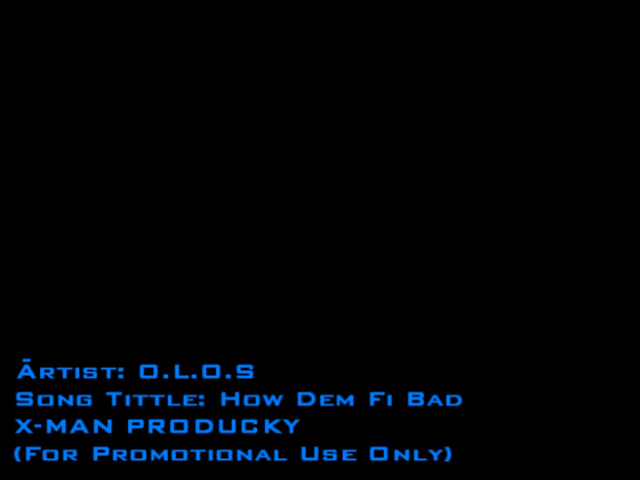 Ārtist: O.L.O.S
Song Tittle: How Dem Fi Bad
X-MAN PRODUCKY
(For Promotional Use Only)